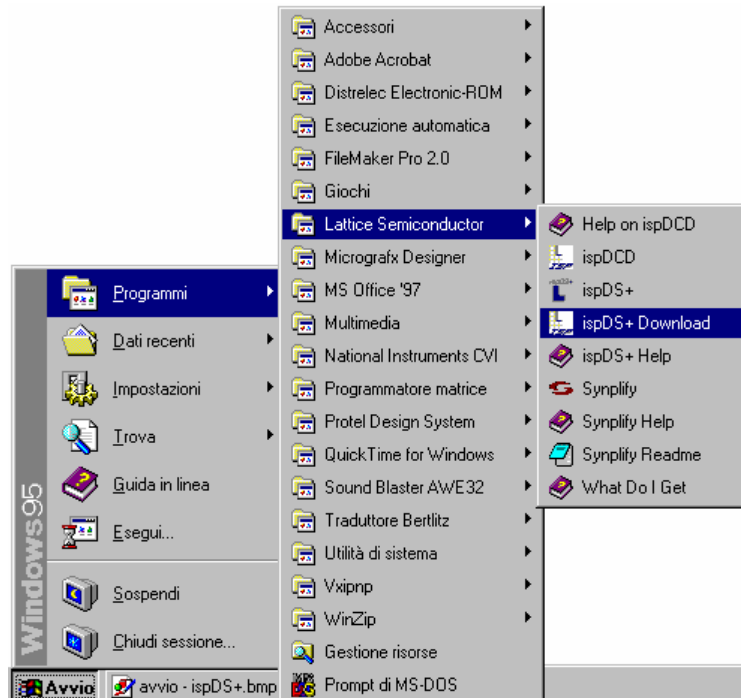 Accessori
Adobe Acrobat
Distrelec Electronic-ROM
Esecuzione automatica
FileMaker Pro 2.0
Giochi
Lattice Semiconductor
Micrografx Designer
MS Office '97
Multimedia
National Instruments CVI
Programmatore matrice
Protel Design System
QuickTime for Windows
Sound Blaster AWE32
Traduttore Bertlitz
Utilità di sistema
Vxipnp
WinZip
Gestione risorse
Prompt di MS-DOS
Help on ispDCD
ispDCD
ispDS+
ispDS+ Download
ispDS+ Help
Synplify
Synplify Help
Synplify Readme
What Do I Get
Programmi
Dati recenti
Impostazioni
Trova
Guida in linea
Esegui...
Sospendi
Chiudi sessione...
Windows95
Avvio
avvio - ispDS+.bmp